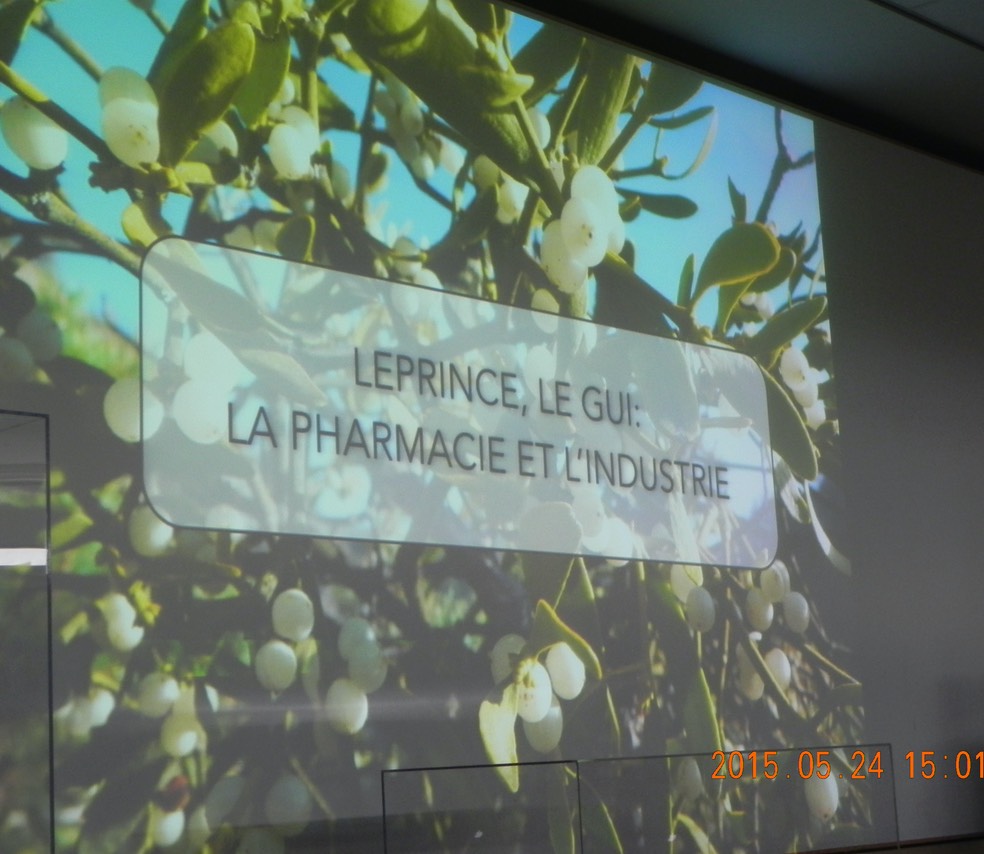 LEPRINCE, LE GUI:
LA PHARMACIE ET L'INDUSTRIE
2015.05.24 15:01